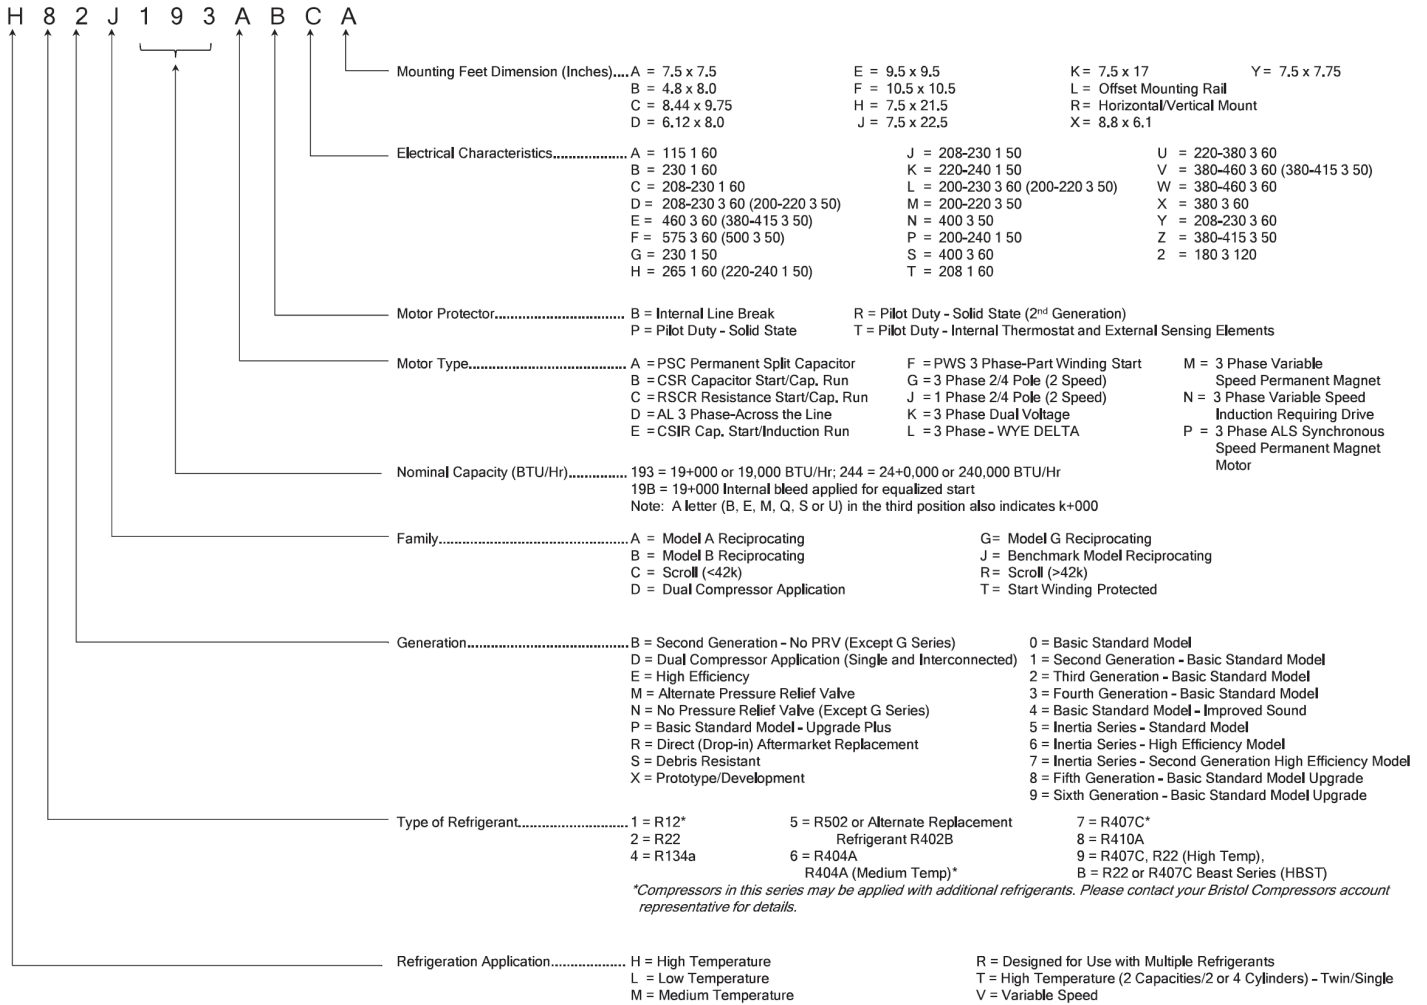 H 8 2 J 1 9 3 A B C A
Mounting Feet Dimension (Inches)....A = 7.5 x 7.5 E = 9.5 x 9.5 K = 7.5 x 17 Y = 7.5 x 7.75
B = 4.8 x 8.0 F = 10.5 x 10.5 L = Offset Mounting Rail
C = 8.44 x 9.75 H = 7.5 x 21.5 R = Horizontal/Vertical Mount
D = 6.12 x 8.0 J = 7.5 x 22.5 X = 8.8 x 6.1
Electrical Characteristics.................. A = 115 1 60 J = 208-230 1 50 U = 220-380 3 60
B = 230 1 60 K = 220-240 1 50 V = 380-460 3 60 (380-415 3 50)
C = 208-230 1 60 L = 200-230 3 60 (200-220 3 50) W = 380-460 3 60
D = 208-230 3 60 (200-220 3 50) M = 200-220 3 50 X = 380 3 60
E = 460 3 60 (380-415 3 50) N = 400 3 50 Y = 208-230 3 60
F = 575 3 60 (500 3 50) P = 200-240 1 50 Z = 380-415 3 50
G = 230 1 50 S = 400 3 60 2 = 180 3 120
H = 265 1 60 (220-240 1 50) T = 208 1 60
Motor Protector................................ B = Internal Line Break R = Pilot Duty - Solid State (2nd Generation)
P = Pilot Duty - Solid State T = Pilot Duty - Internal Thermostat and External Sensing Elements
Motor Type...................................... A = PSC Permanent Split Capacitor F = PWS 3 Phase-Part Winding Start M = 3 Phase Variable
B = CSR Capacitor Start/Cap. Run G = 3 Phase 2/4 Pole (2 Speed) Speed Permanent Magnet
C = RSCR Resistance Start/Cap. Run J = 1 Phase 2/4 Pole (2 Speed) N = 3 Phase Variable Speed
D = AL 3 Phase-Across the Line K = 3 Phase Dual Voltage Induction Requiring Drive
E = CSIR Cap. Start/Induction Run L = 3 Phase - WYE DELTA P = 3 Phase ALS Synchronous
Speed Permanent Magnet
Motor
Nominal Capacity (BTU/Hr).............. 193 = 19+000 or 19,000 BTU/Hr; 244 = 24+0,000 or 240,000 BTU/Hr
19B = 19+000 Internal bleed applied for equalized start
Note: A letter (B, E, M, Q, S or U) in the third position also indicates k+000
Family.............................................A = Model A Reciprocating G= Model G Reciprocating
B = Model B Reciprocating J = Benchmark Model Reciprocating
C = Scroll (<42k) R = Scroll (>42k)
D = Dual Compressor Application T = Start Winding Protected
Generation...................................... B = Second Generation - No PRV (Except G Series) 0 = Basic Standard Model
D = Dual Compressor Application (Single and Interconnected) 1 = Second Generation - Basic Standard Model
E = High Efficiency 2 = Third Generation - Basic Standard Model
M = Alternate Pressure Relief Valve 3 = Fourth Generation - Basic Standard Model
N = No Pressure Relief Valve (Except G Series) 4 = Basic Standard Model - Improved Sound
P = Basic Standard Model - Upgrade Plus 5 = Inertia Series - Standard Model
R = Direct (Drop-in) Aftermarket Replacement 6 = Inertia Series - High Efficiency Model
S = Debris Resistant 7 = Inertia Series - Second Generation High Efficiency Model
X = Prototype/Development 8 = Fifth Generation - Basic Standard Model Upgrade
9 = Sixth Generation - Basic Standard Model Upgrade
Type of Refrigerant.......................... 1 = R12* 5 = R502 or Alternate Replacement 7 = R407C*
2 = R22 Refrigerant R402B 8 = R410A
4 = R134a 6 = R404A 9 = R407C, R22 (High Temp),
R404A (Medium Temp)* B = R22 or R407C Beast Series (HBST)
*Compressors in this series may be applied with additional refrigerants. Please contact your Bristol Compressors account
representative for details.
Refrigeration Application.................. H = High Temperature R = Designed for Use with Multiple Refrigerants
L = Low Temperature T = High Temperature (2 Capacities/2 or 4 Cylinders) - Twin/Single
M = Medium Temperature V = Variable Speed